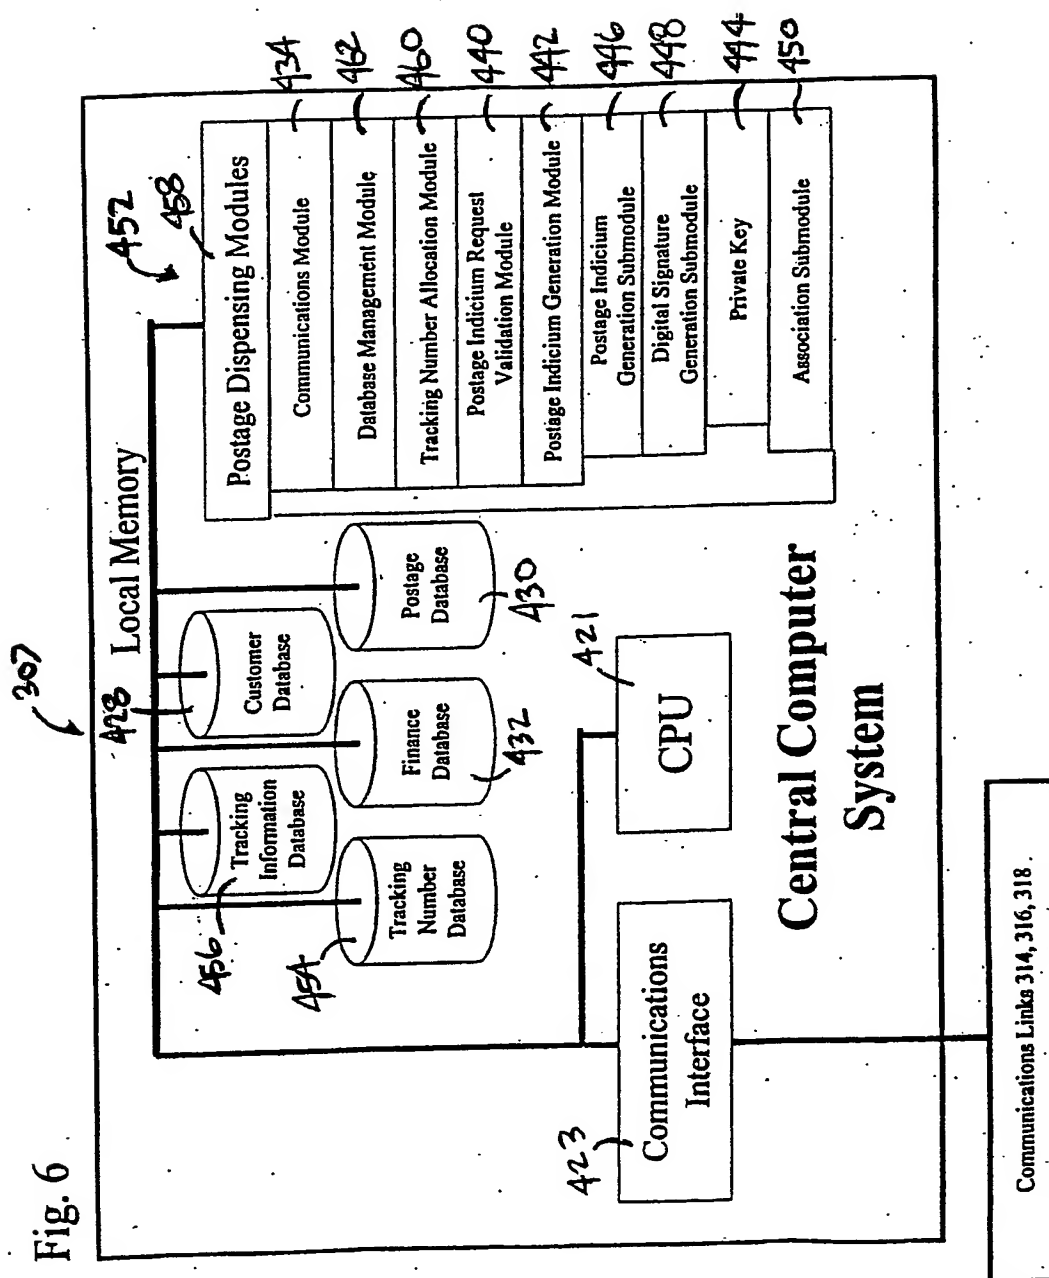 Fig. 6
307
Local Memory
452
458
Postage Dispensing Modules
434
Communications Module
462
Database Management Module
460
Tracking Number Allocation Module
440
Postage Indicium Request
Validation Module
442
Postage Indicium Generation Module
446
Postage Indicium
Generation Submodule
448
Digital Signature
Generation Submodule
444
Private Key
450
Association Submodule
456
Tracking
Information
Database
428
Customer
Database
454
Tracking
Number
Database
432
Finance
Database
430
Postage
Database
423
Communications
Interface
421
CPU
Central Computer
System
Communications Links 314, 316, 318.